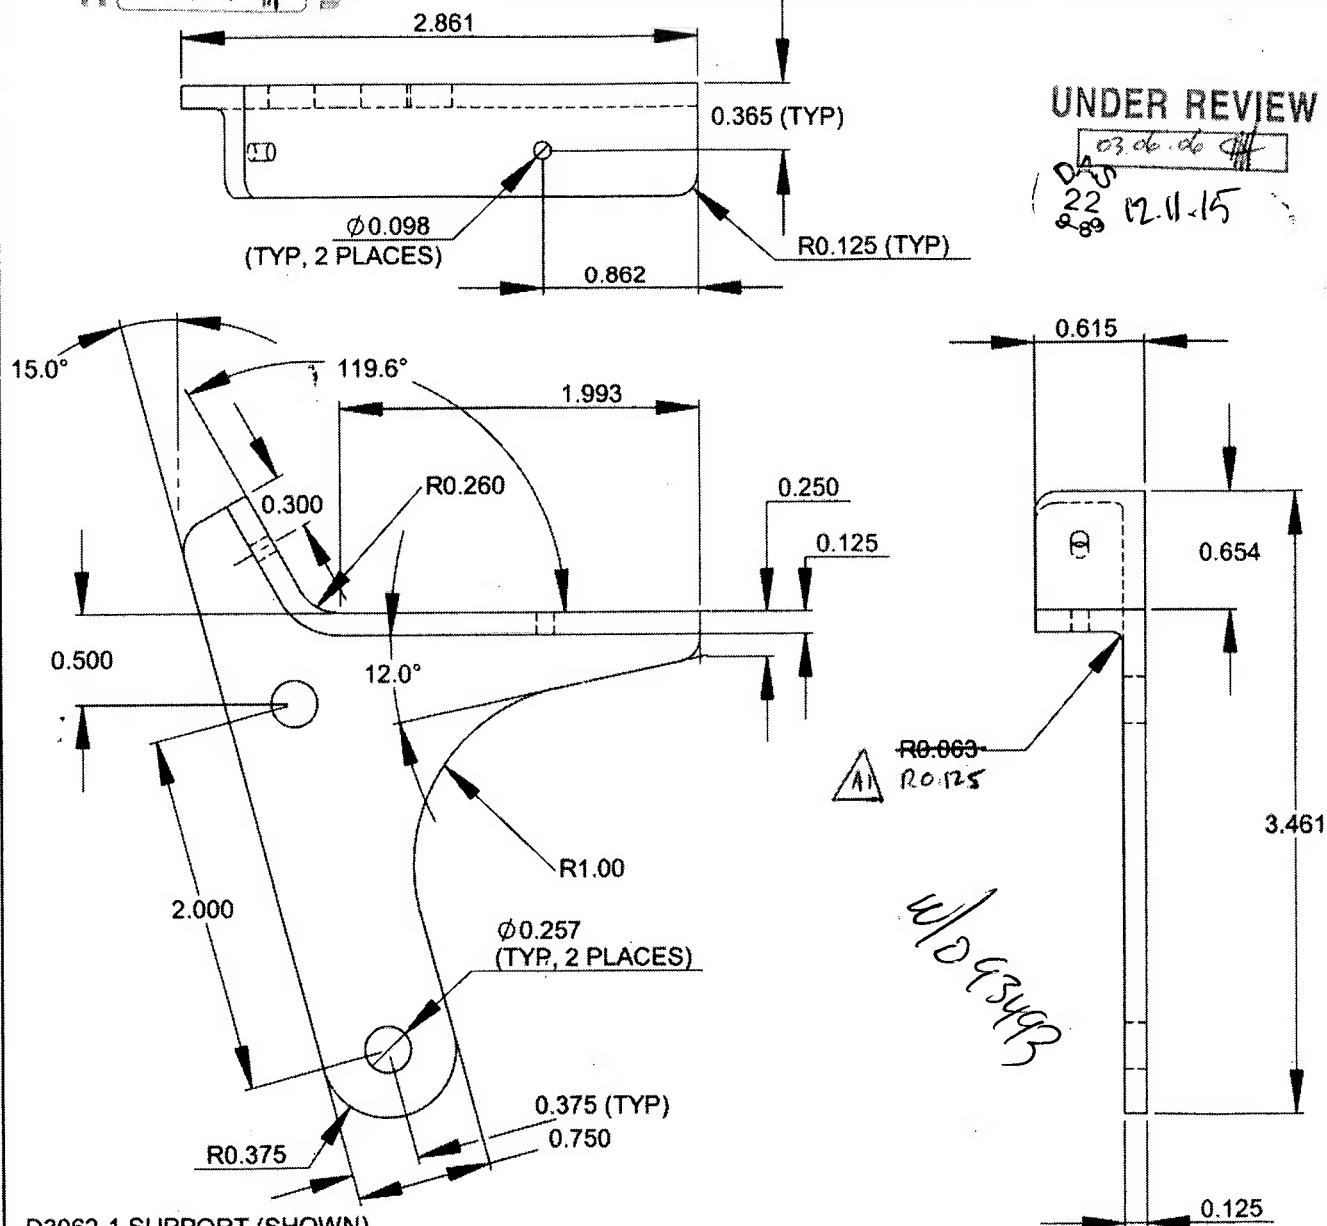 2.861
0.365 (TYP)
UNDER REVIEW
03.06.06
D
22
12.11.15
9-89
Ø0.098
(TYP, 2 PLACES)
R0.125 (TYP)
0.862
15.0°
119.6°
1.993
0.615
R0.260
0.300
0.250
0.125
0.654
0.500
12.0°
R0.063
A1
R0.125
3.461
R1.00
2.000
Ø0.257
(TYP, 2 PLACES)
W/O 93493
0.375 (TYP)
0.750
R0.375
0.125
D3062-1 SUPPORT (SHOWN)